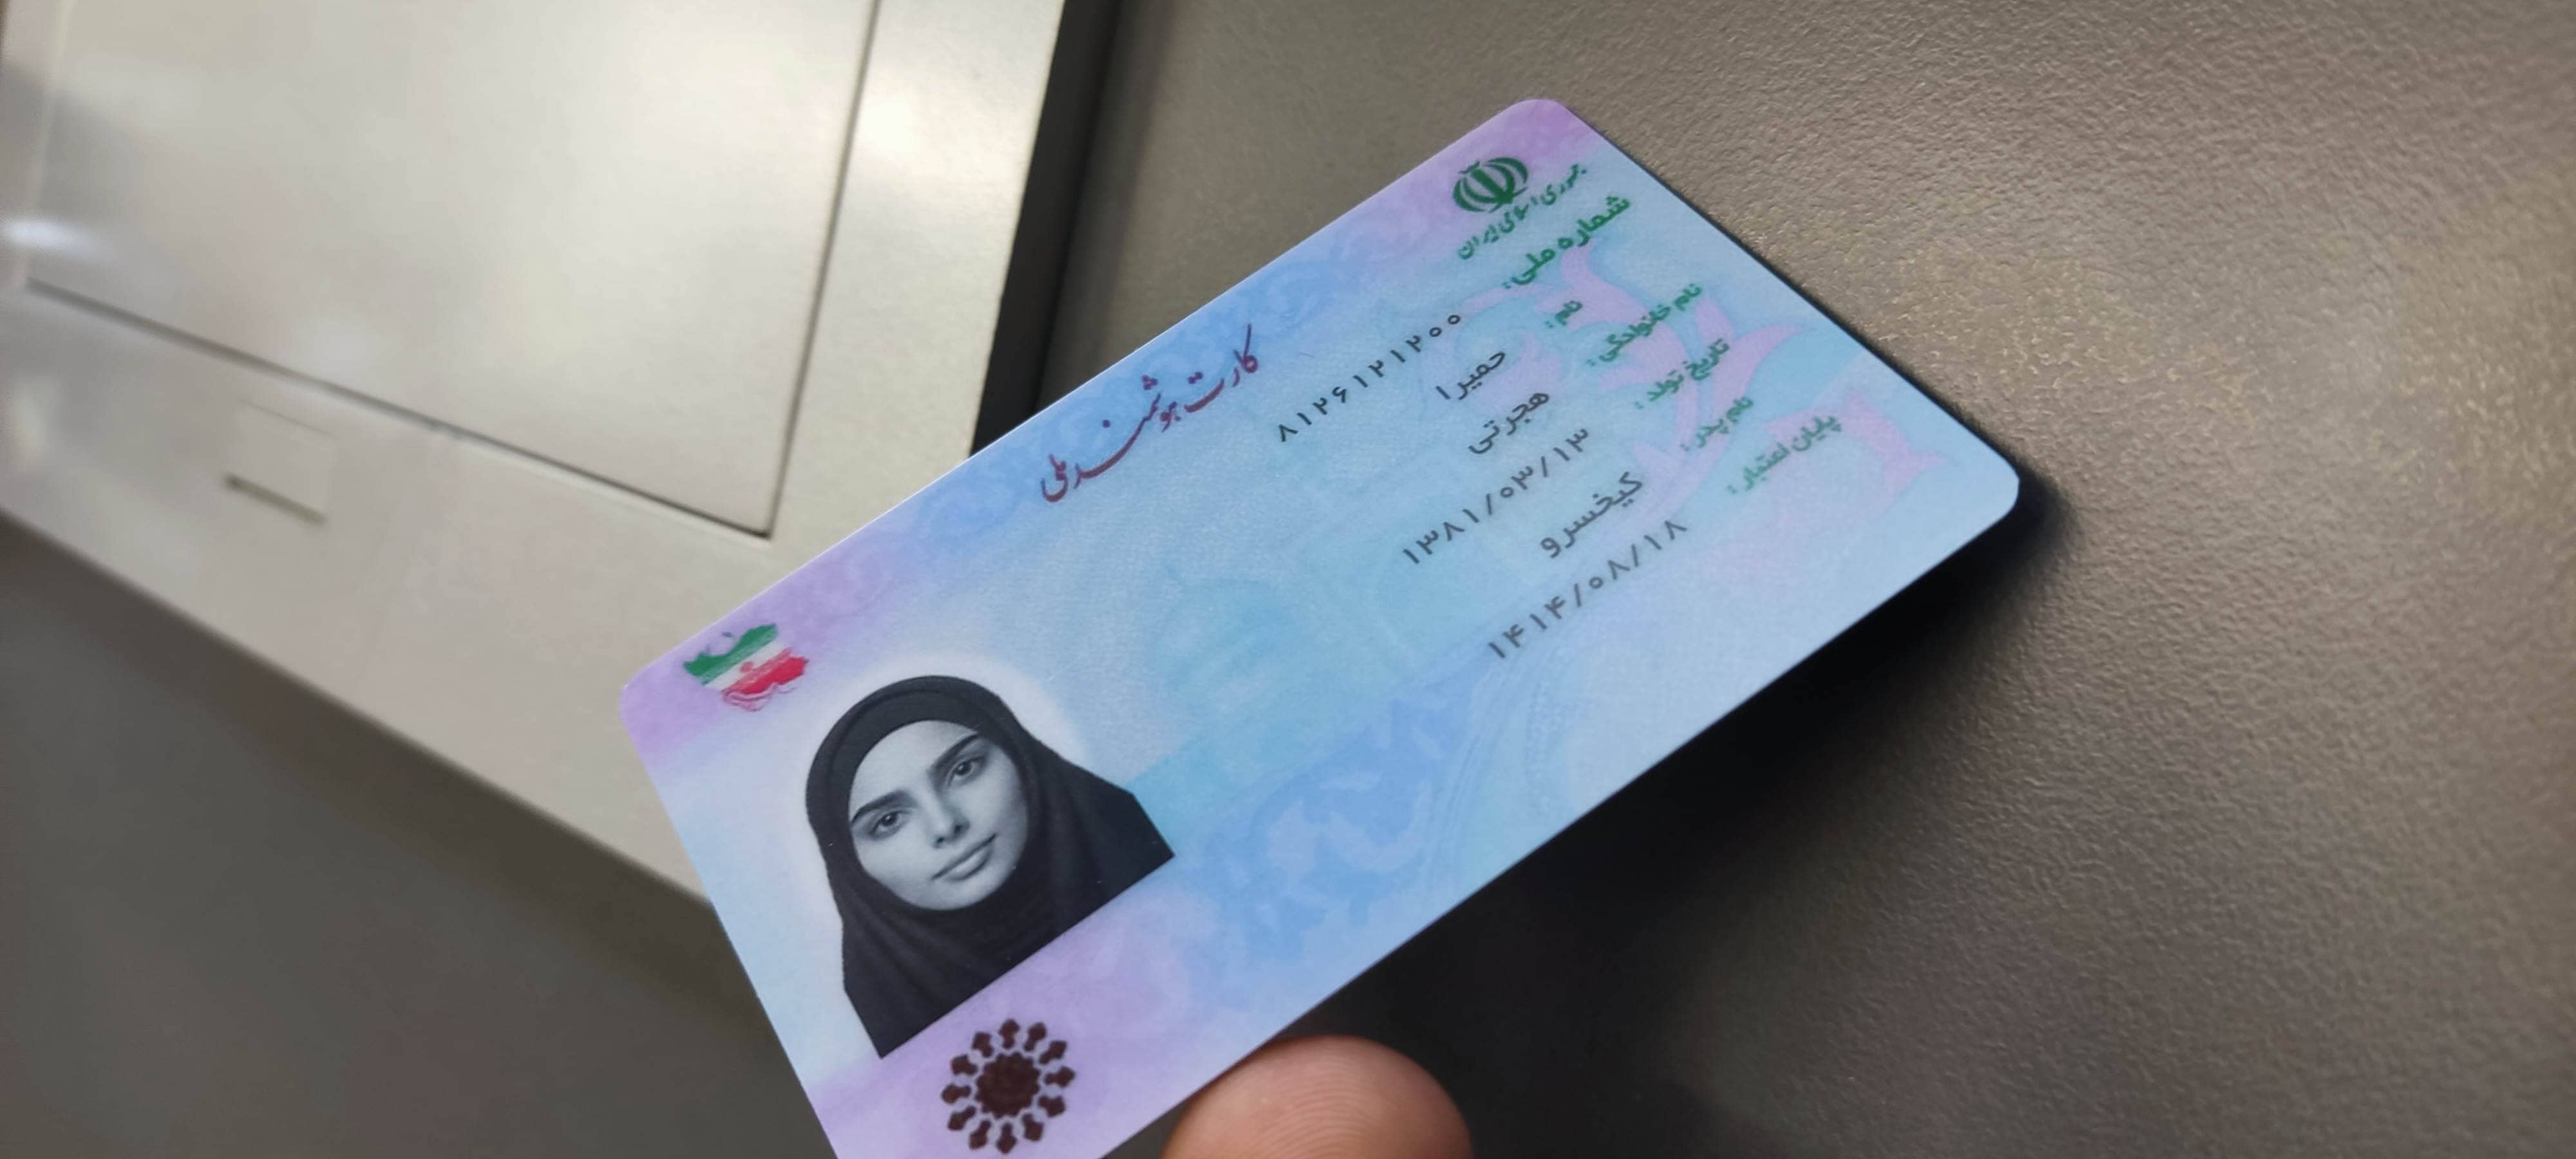 جمهوری اسلامی ایران
کارت هوشمند ملی
شماره ملی: ۸۱۲۶۱۲۱۲۰۰
نام: حمیرا
نام خانوادگی: هجرتی
تاریخ تولد: ۱۳۸۱/۰۳/۱۳
نام پدر: کیخسرو
پایان اعتبار: ۱۴۱۴/۰۸/۱۸